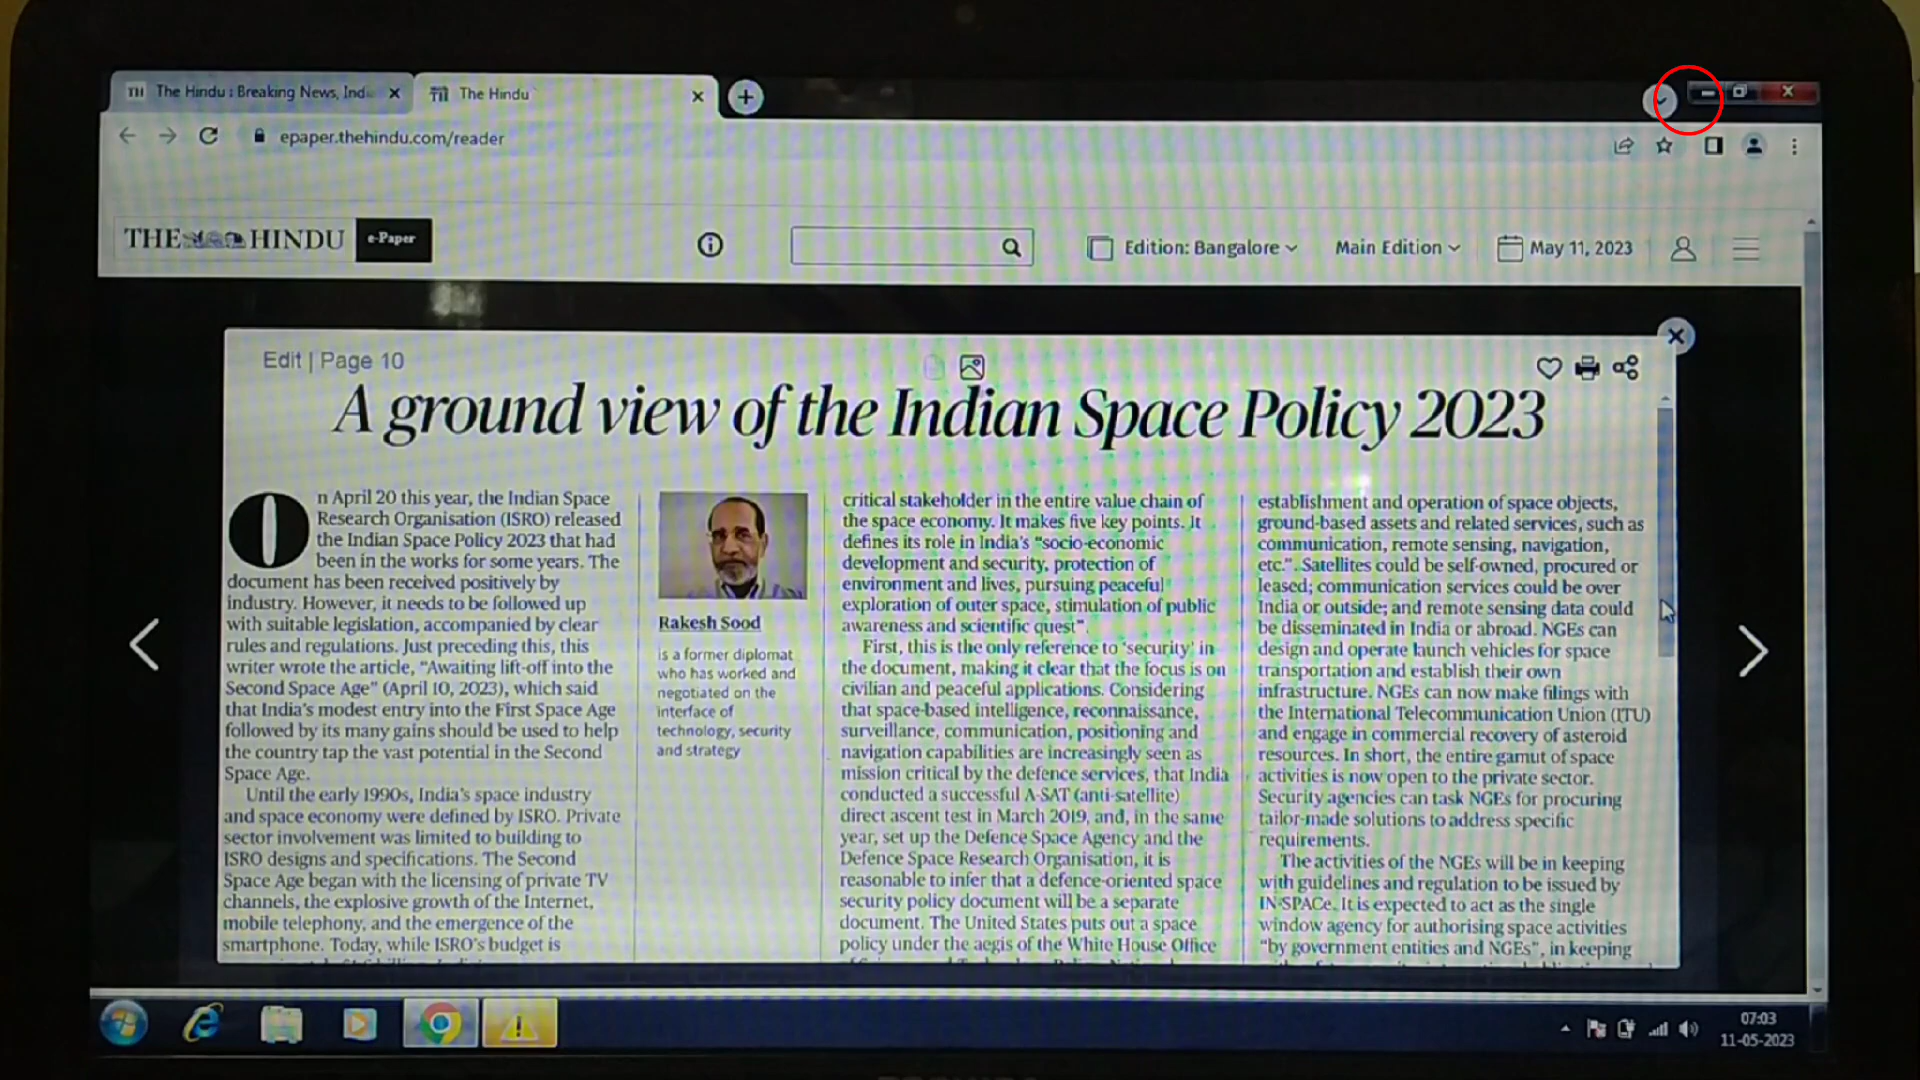 The Hindu : Breaking News, Indi
The Hindu
epaper.thehindu.com/reader
THE HINDU
e-Paper
Edition: Bangalore
Main Edition
May 11, 2023
Edit | Page 10
A ground view of the Indian Space Policy 2023
On April 20 this year, the Indian Space
Research Organisation (ISRO) released
the Indian Space Policy 2023 that had
been in the works for some years. The
document has been received positively by
industry. However, it needs to be followed up
with suitable legislation, accompanied by clear
rules and regulations. Just preceding this, this
writer wrote the article, “Awaiting lift-off into the
Second Space Age” (April 10, 2023), which said
that India’s modest entry into the First Space Age
followed by its many gains should be used to help
the country tap the vast potential in the Second
Space Age.
Until the early 1990s, India’s space industry
and space economy were defined by ISRO. Private
sector involvement was limited to building to
ISRO designs and specifications. The Second
Space Age began with the licensing of private TV
channels, the explosive growth of the Internet,
mobile telephony, and the emergence of the
smartphone. Today, while ISRO’s budget is
Rakesh Sood
is a former diplomat
who has worked and
negotiated on the
interface of
technology, security
and strategy
critical stakeholder in the entire value chain of
the space economy. It makes five key points. It
defines its role in India’s “socio-economic
development and security, protection of
environment and lives, pursuing peaceful
exploration of outer space, stimulation of public
awareness and scientific quest”.
First, this is the only reference to ‘security’ in
the document, making it clear that the focus is on
civilian and peaceful applications. Considering
that space-based intelligence, reconnaissance,
surveillance, communication, positioning and
navigation capabilities are increasingly seen as
mission critical by the defence services, that India
conducted a successful A-SAT (anti-satellite)
direct ascent test in March 2019, and, in the same
year, set up the Defence Space Agency and the
Defence Space Research Organisation, it is
reasonable to infer that a defence-oriented space
security policy document will be a separate
document. The United States puts out a space
policy under the aegis of the White House Office
establishment and operation of space objects,
ground-based assets and related services, such as
communication, remote sensing, navigation,
etc.”. Satellites could be self-owned, procured or
leased; communication services could be over
India or outside; and remote sensing data could
be disseminated in India or abroad. NGEs can
design and operate launch vehicles for space
transportation and establish their own
infrastructure. NGEs can now make filings with
the International Telecommunication Union (ITU)
and engage in commercial recovery of asteroid
resources. In short, the entire gamut of space
activities is now open to the private sector.
Security agencies can task NGEs for procuring
tailor-made solutions to address specific
requirements.
The activities of the NGEs will be in keeping
with guidelines and regulation to be issued by
IN-SPACe. It is expected to act as the single
window agency for authorising space activities
“by government entities and NGEs”, in keeping
07:03
11-05-2023